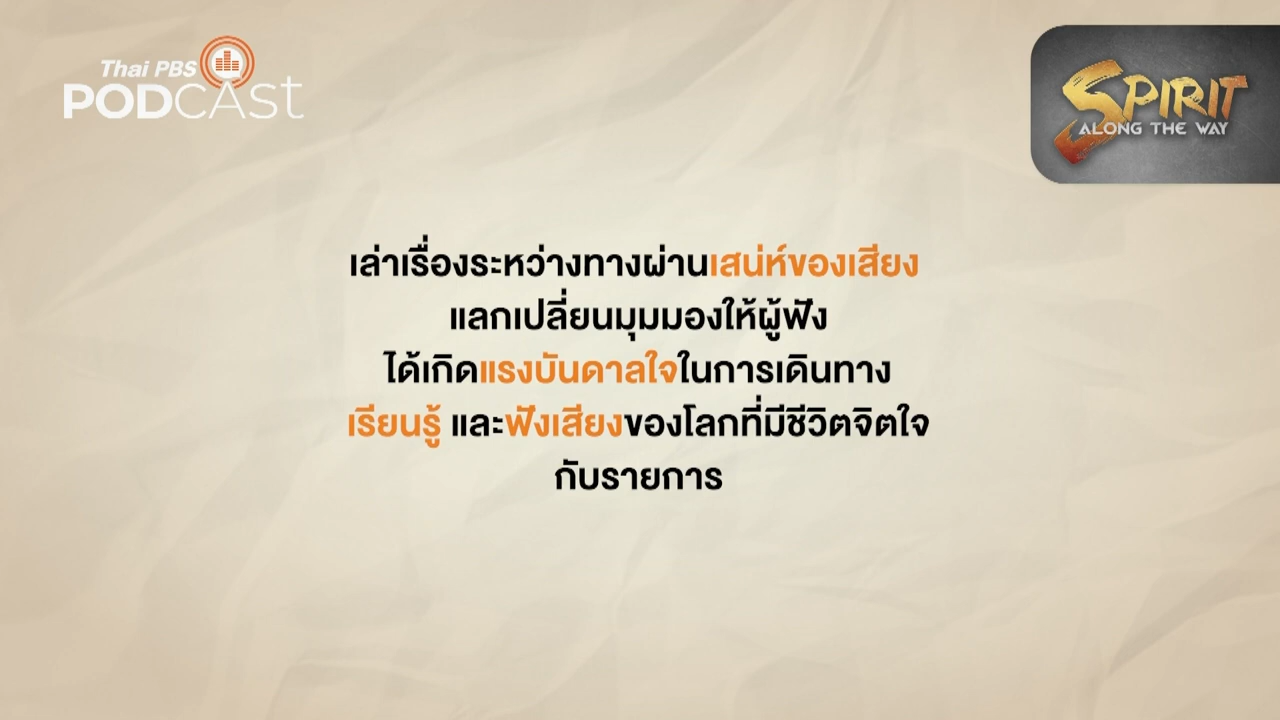 Thai PBS
PODCAST
SPIRIT
ALONG THE WAY
เล่าเรื่องระหว่างทางผ่านเสน่ห์ของเสียง
แลกเปลี่ยนมุมมองให้ผู้ฟัง
ได้เกิดแรงบันดาลใจในการเดินทาง
เรียนรู้ และฟังเสียงของโลกที่มีชีวิตจิตใจ
กับรายการ